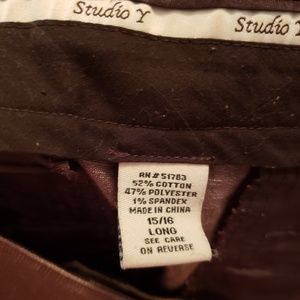 Studio Y
Studio Y
RN # 51783
52% COTTON
47% POLYESTER
1% SPANDEX
MADE IN CHINA
15/16
LONG
SEE CARE
ON REVERSE